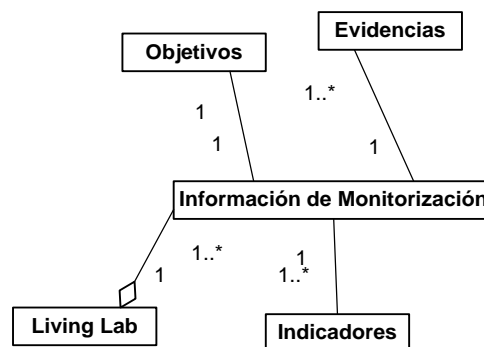 Evidencias
Objetivos
1..*
1
1
1
Información de Monitorización
1..*
1
1
1..*
Living Lab
Indicadores